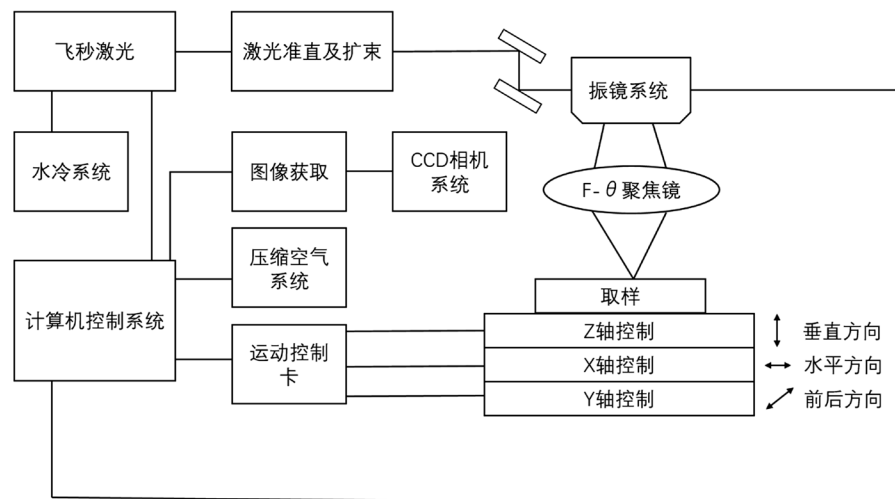 飞秒激光
激光准直及扩束
振镜系统
水冷系统
图像获取
CCD相机
系统
F-θ聚焦镜
压缩空气
系统
计算机控制系统
取样
运动控制
卡
Z轴控制
垂直方向
X轴控制
水平方向
Y轴控制
前后方向